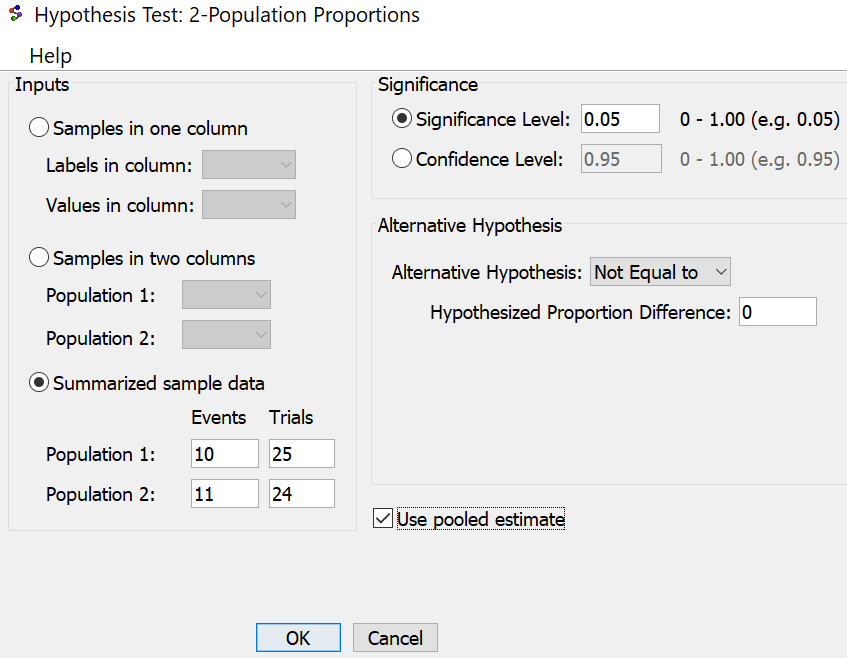 Hypothesis Test: 2-Population Proportions
Help
Inputs
Samples in one column
Labels in column:
Values in column:
Samples in two columns
Population 1:
Population 2:
Summarized sample data
Events Trials
Population 1: 10 25
Population 2: 11 24
Significance
Significance Level: 0.05 0 - 1.00 (e.g. 0.05)
Confidence Level: 0.95 0 - 1.00 (e.g. 0.95)
Alternative Hypothesis
Alternative Hypothesis: Not Equal to
Hypothesized Proportion Difference: 0
Use pooled estimate
OK Cancel